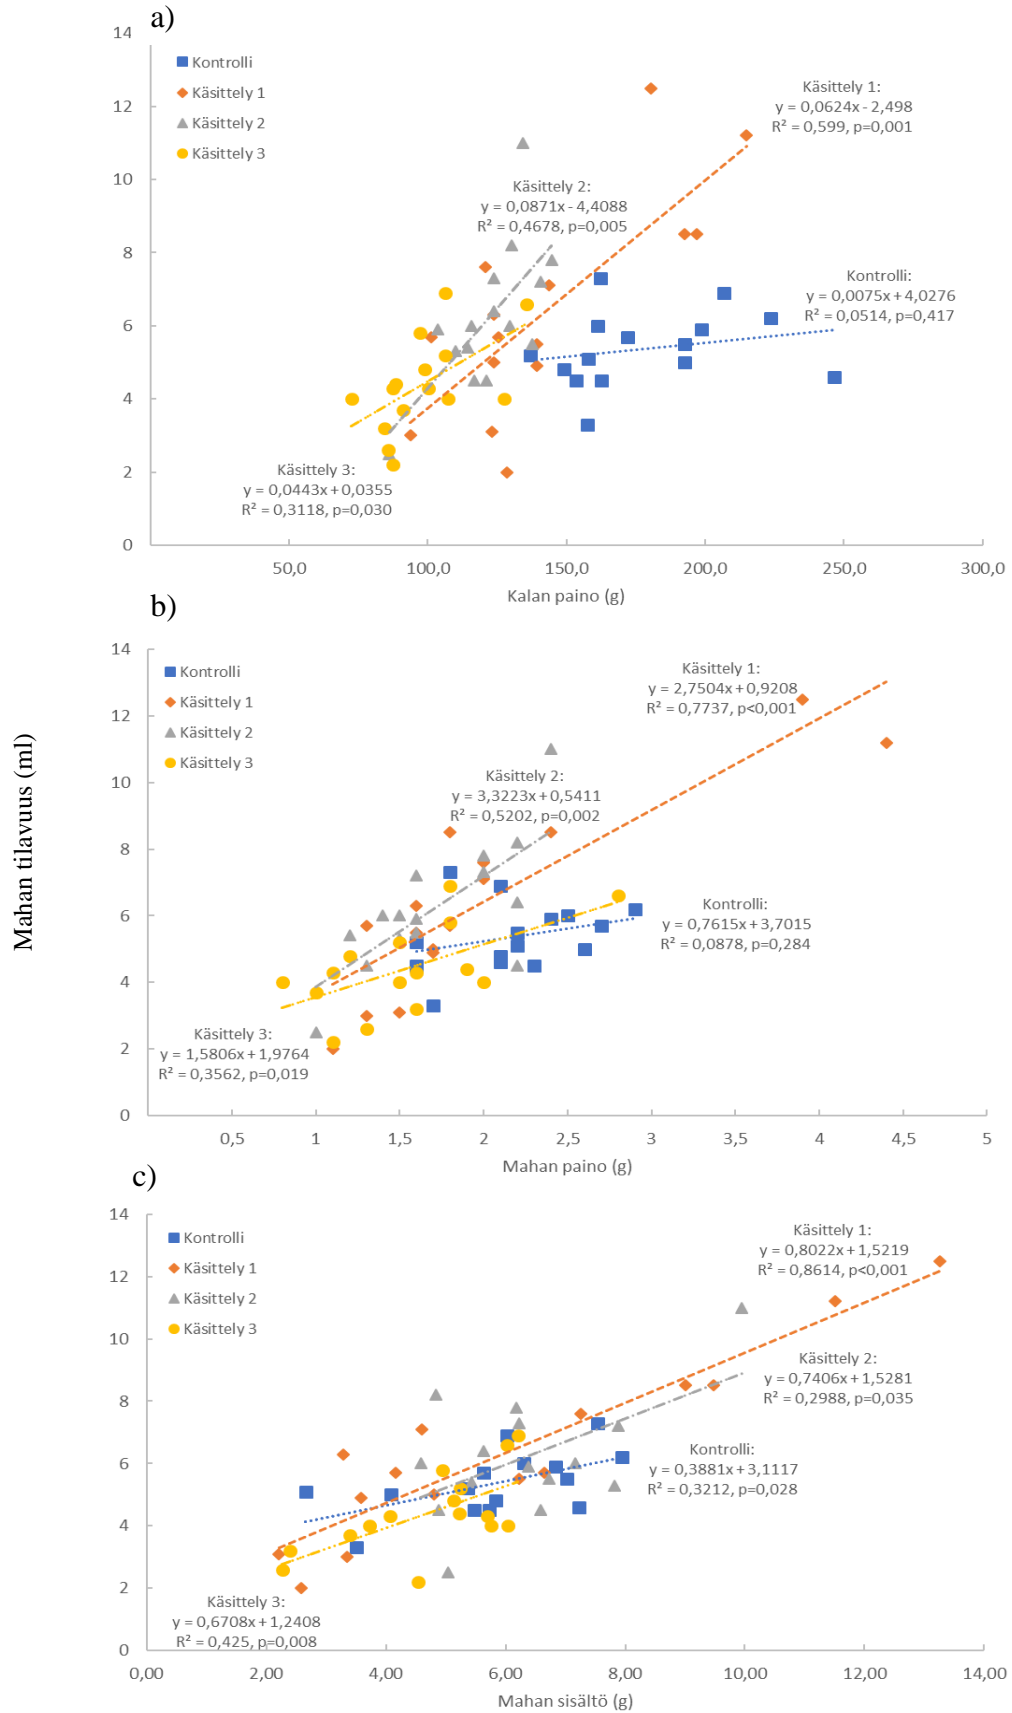 a)
14
12
10
8
6
4
2
0
Kontrolli
Käsittely 1
Käsittely 2
Käsittely 3
Käsittely 1:
y = 0,0624x - 2,498
R² = 0,599, p=0,001
Käsittely 2:
y = 0,0871x - 4,4088
R² = 0,4678, p=0,005
Kontrolli:
y = 0,0075x + 4,0276
R² = 0,0514, p=0,417
Käsittely 3:
y = 0,0443x + 0,0355
R² = 0,3118, p=0,030
50,0 100,0 150,0 200,0 250,0 300,0
Kalan paino (g)
Mahan tilavuus (ml)
b)
14
12
10
8
6
4
2
0
Kontrolli
Käsittely 1
Käsittely 2
Käsittely 3
Käsittely 1:
y = 2,7504x + 0,9208
R² = 0,7737, p<0,001
Käsittely 2:
y = 3,3223x + 0,5411
R² = 0,5202, p=0,002
Kontrolli:
y = 0,7615x + 3,7015
R² = 0,0878, p=0,284
Käsittely 3:
y = 1,5806x + 1,9764
R² = 0,3562, p=0,019
0,5 1 1,5 2 2,5 3 3,5 4 4,5 5
Mahan paino (g)
c)
14
12
10
8
6
4
2
0
Kontrolli
Käsittely 1
Käsittely 2
Käsittely 3
Käsittely 1:
y = 0,8022x + 1,5219
R² = 0,8614, p<0,001
Käsittely 2:
y = 0,7406x + 1,5281
R² = 0,2988, p=0,035
Kontrolli:
y = 0,3881x + 3,1117
R² = 0,3212, p=0,028
Käsittely 3:
y = 0,6708x + 1,2408
R² = 0,425, p=0,008
0,00 2,00 4,00 6,00 8,00 10,00 12,00 14,00
Mahan sisältö (g)